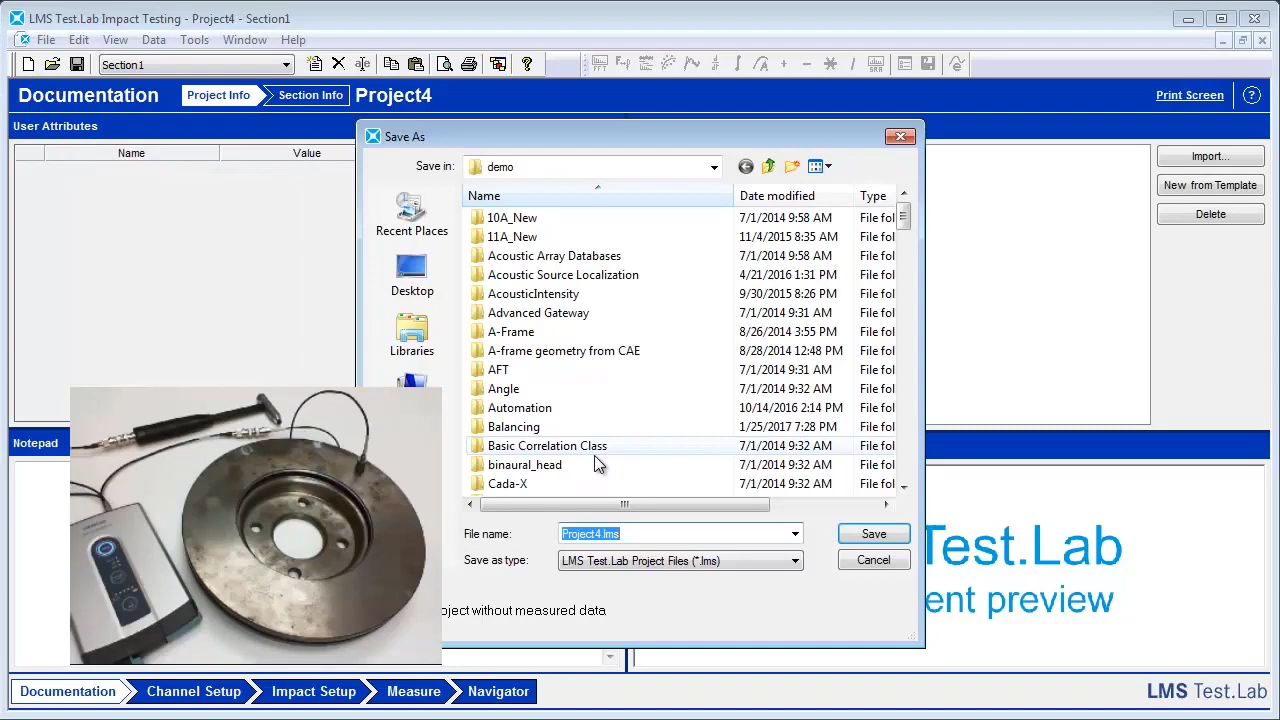 LMS Test.Lab Impact Testing - Project4 - Section1
File Edit View Data Tools Window Help
Section1
Documentation Project Info Section Info Project4 Print Screen
User Attributes
Name Value
Import...
New from Template
Delete
Save As
Save in: demo
Name Date modified Type
10A_New 7/1/2014 9:58 AM File fol
11A_New 11/4/2015 8:35 AM File fol
Acoustic Array Databases 7/1/2014 9:58 AM File fol
Acoustic Source Localization 4/21/2016 1:31 PM File fol
AcousticIntensity 9/30/2015 8:26 PM File fol
Advanced Gateway 7/1/2014 9:31 AM File fol
A-Frame 8/26/2014 3:55 PM File fol
A-frame geometry from CAE 8/28/2014 12:48 PM File fol
AFT 7/1/2014 9:31 AM File fol
Angle 7/1/2014 9:32 AM File fol
Automation 10/14/2016 2:14 PM File fol
Balancing 1/25/2017 7:28 PM File fol
Basic Correlation Class 7/1/2014 9:32 AM File fol
binaural_head 7/1/2014 9:32 AM File fol
Cada-X 7/1/2014 9:32 AM File fol
Recent Places
Desktop
Libraries
File name: Project4.lms Save
Save as type: LMS Test.Lab Project Files (*.lms) Cancel
oject without measured data
Notepad
Test.Lab
ent preview
Documentation Channel Setup Impact Setup Measure Navigator
LMS Test.Lab